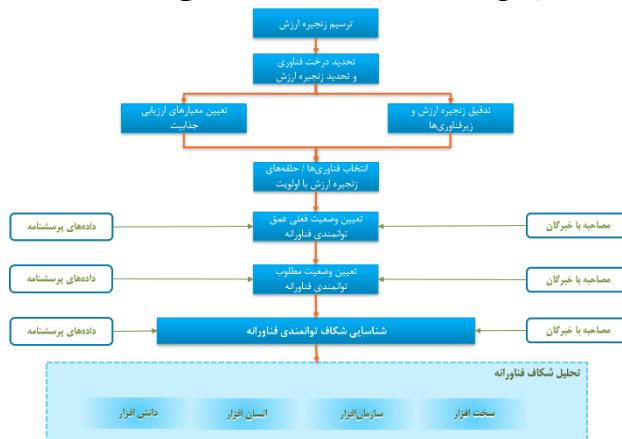 ترسیم زنجیره ارزش
تحدید درخت فناوری
و تحدید زنجیره ارزش
تدقیق زنجیره ارزش و
زیرفناوری‌ها
تعیین معیارهای ارزیابی
جذابیت
انتخاب فناوری‌ها / حلقه‌های
زنجیره ارزش با اولویت
مصاحبه با خبرگان
تعیین وضعیت فعلی عمق
توانمندی فناورانه
داده‌های پرسشنامه
مصاحبه با خبرگان
تعیین وضعیت مطلوب
توانمندی فناورانه
داده‌های پرسشنامه
مصاحبه با خبرگان
شناسایی شکاف توانمندی فناورانه
داده‌های پرسشنامه
تحلیل شکاف فناورانه
سخت افزار
سازمان‌افزار
انسان افزار
دانش افزار